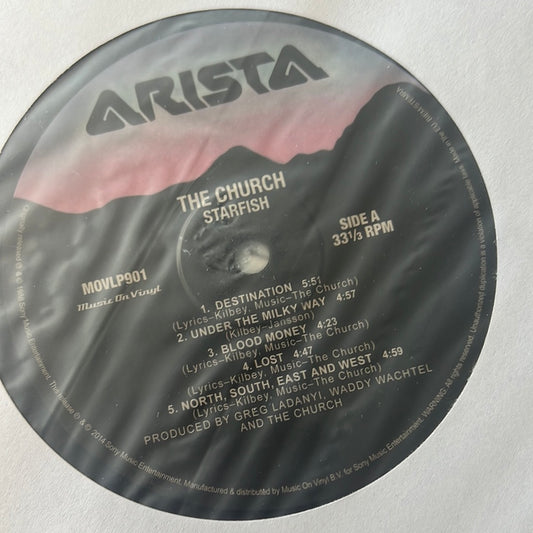 ARISTA
THE CHURCH
STARFISH
SIDE A
33⅓ RPM
MOVLP901
Music On Vinyl
1. DESTINATION 5:51
(Lyrics–Kilbey, Music–The Church)
2. UNDER THE MILKY WAY 4:57
(Kilbey–Jansson)
3. BLOOD MONEY 4:23
(Lyrics–Kilbey, Music–The Church)
4. LOST 4:47
(Lyrics–Kilbey, Music–The Church)
5. NORTH, SOUTH, EAST AND WEST 4:59
(Lyrics–Kilbey, Music–The Church)
PRODUCED BY GREG LADANYI, WADDY WACHTEL
AND THE CHURCH
2014 Sony Music Entertainment. Manufactured & distributed by Music On Vinyl B.V. for Sony Music Entertainment. WARNING: All rights reserved. Unauthorized duplication is a violation of applicable laws. Made in the EU.